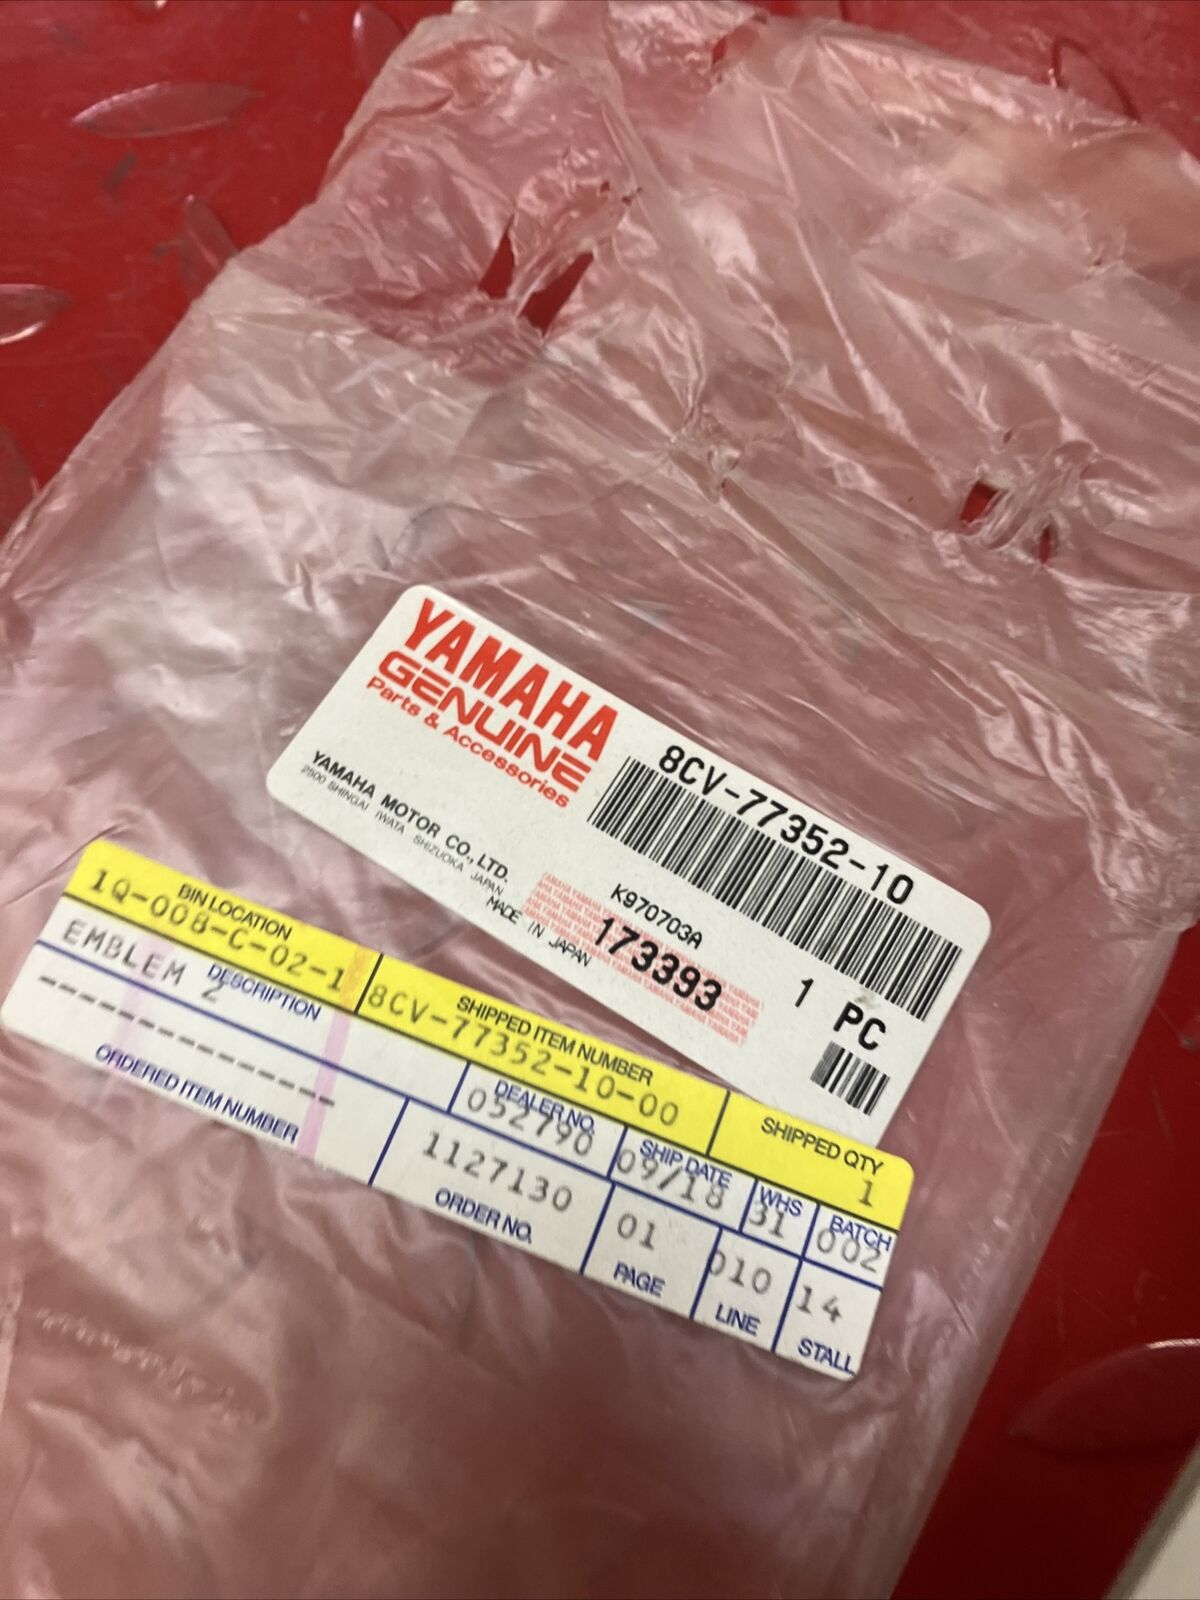 YAMAHA
GENUINE
Parts & Accessories
YAMAHA MOTOR CO., LTD.
2500 SHINGAI IWATA SHIZUOKA JAPAN
MADE IN JAPAN
8CV-77352-10
K970703A
173393
1 PC
BIN LOCATION
1Q-008-C-02-1
SHIPPED ITEM NUMBER
8CV-77352-10-00
SHIPPED QTY
1
EMBLEM 2
DESCRIPTION
DEALER NO.
052790
SHIP DATE
09/18
WHS
31
BATCH
002
---------------
ORDERED ITEM NUMBER
1127130
ORDER NO.
01
PAGE
010
LINE
14
STALL